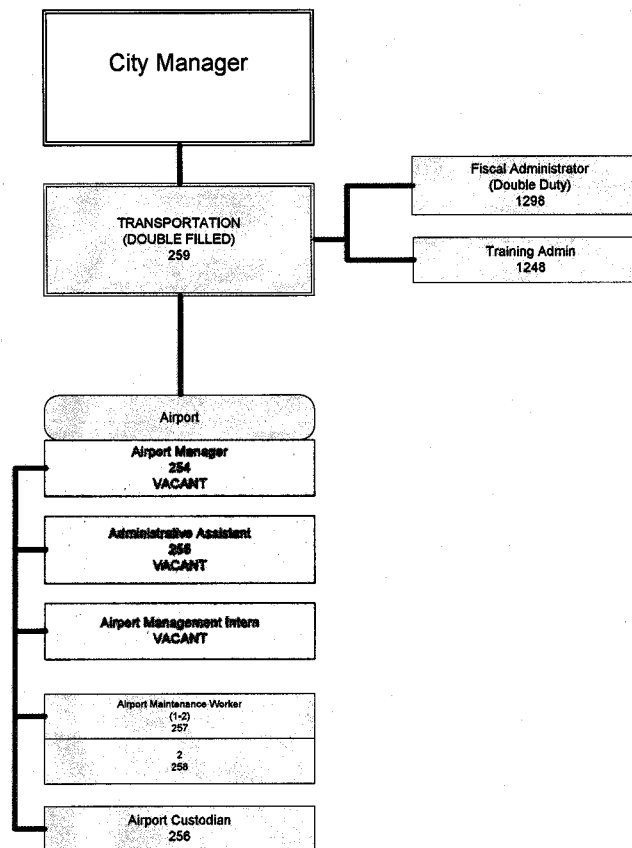 City Manager
TRANSPORTATION
(DOUBLE FILLED)
259
Fiscal Administrator
(Double Duty)
1298
Training Admin
1248
Airport
Airport Manager
254
VACANT
Administrative Assistant
255
VACANT
Airport Management Intern
VACANT
Airport Maintenance Worker
(1-2)
257
2
258
Airport Custodian
256